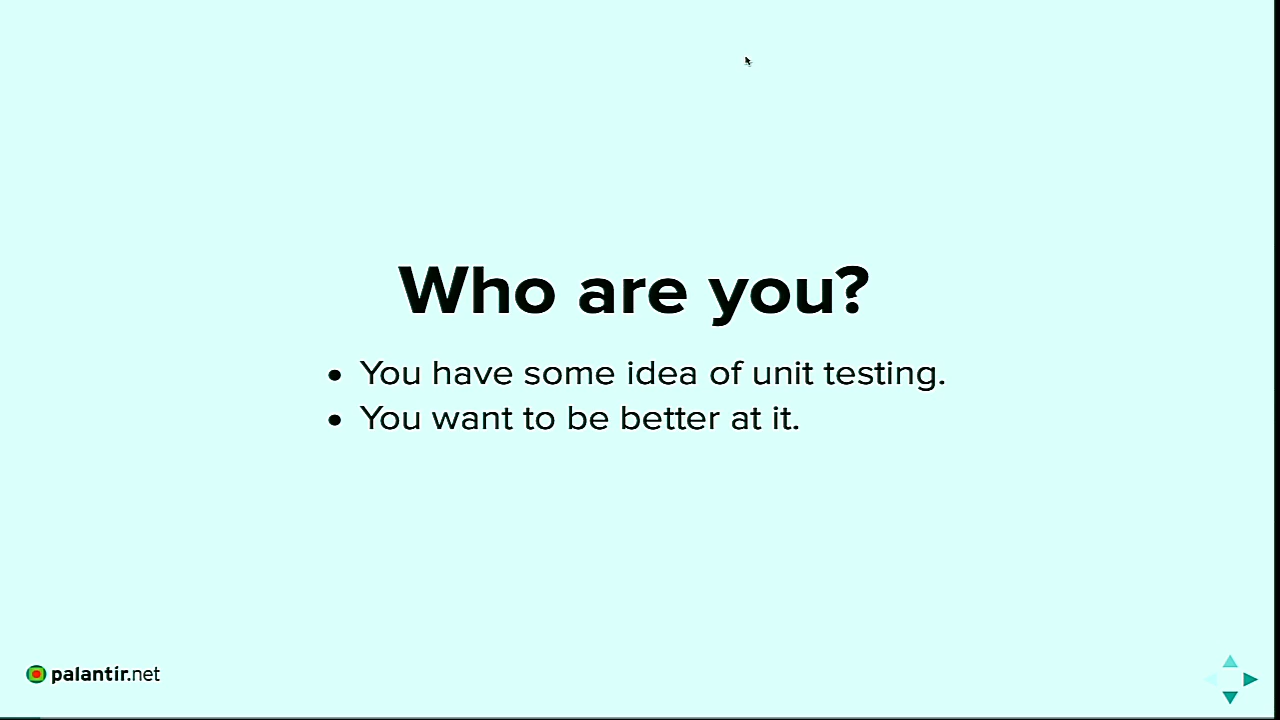 Who are you?
• You have some idea of unit testing.
• You want to be better at it.
palantir.net